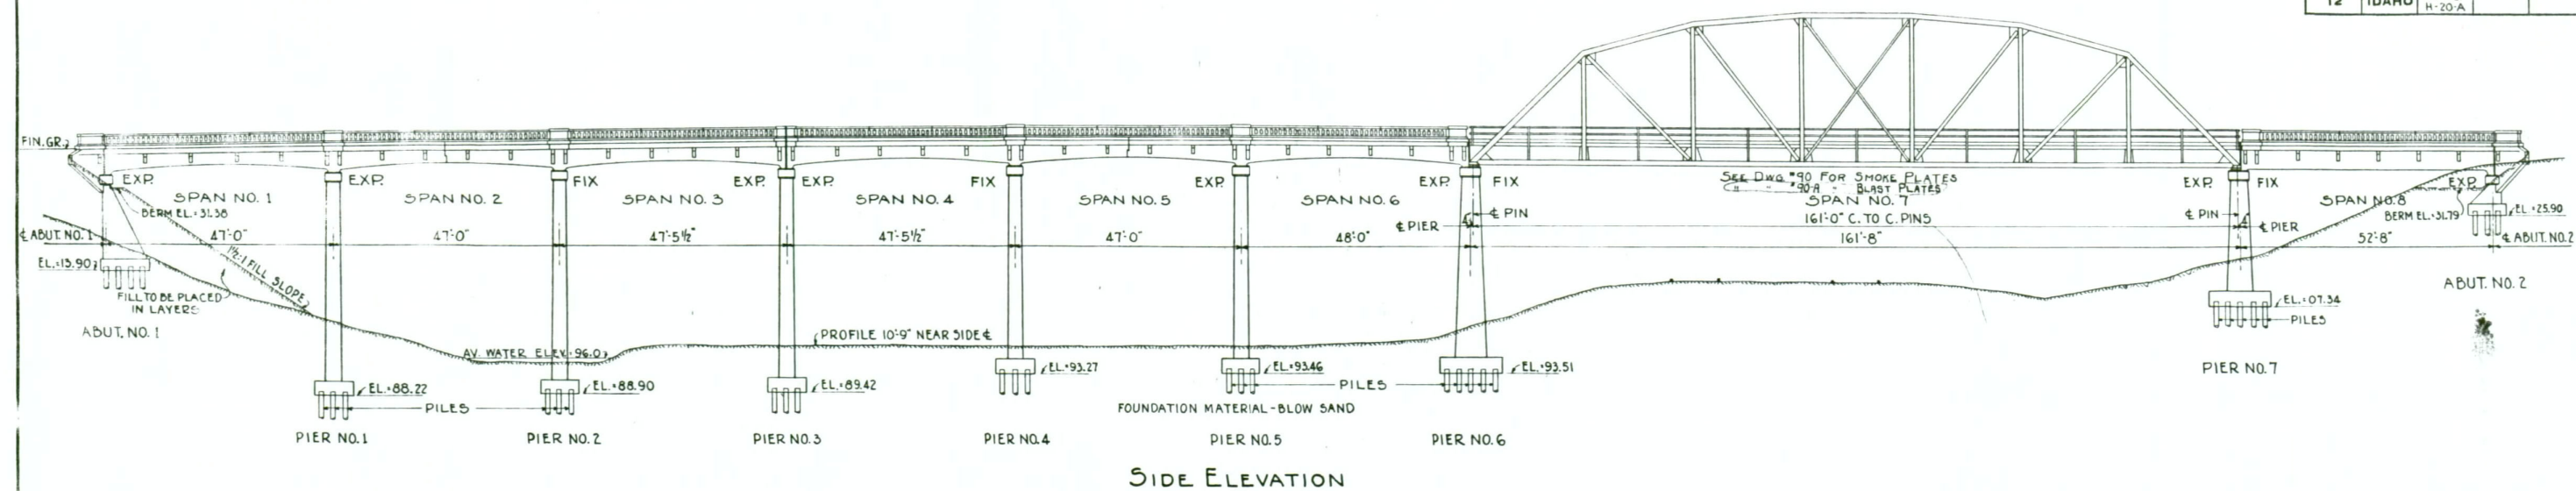 12 IDAHO H-20-A
FIN. GR.
EXP.
EXP.
FIX
EXP.
EXP.
FIX
EXP.
EXP.
FIX
EXP.
FIX
EXP.
SPAN NO. 1
SPAN NO. 2
SPAN NO. 3
SPAN NO. 4
SPAN NO. 5
SPAN NO. 6
SEE DWG #90 FOR SMOKE PLATES
" " #90-A " BLAST PLATES
SPAN NO. 7
SPAN NO. 8
BERM EL.=31.38
BERM EL.=31.79
EL.=25.90
℄ PIN
℄ PIN
161'-0" C. TO C. PINS
℄ PIER
℄ PIER
℄ ABUT. NO. 1
47'-0"
47'-0"
47'-5½"
47'-5½"
47'-0"
48'-0"
161'-8"
52'-8"
℄ ABUT. NO. 2
EL.=13.90
1½:1 FILL SLOPE
FILL TO BE PLACED
IN LAYERS
ABUT. NO. 1
ABUT. NO. 2
EL.=07.34
PILES
PROFILE 10'-9" NEAR SIDE ℄
AV. WATER ELEV. 96.0
EL.=88.22
EL.=88.90
EL.=89.42
EL.=93.27
EL.=93.46
EL.=93.51
PILES
PILES
FOUNDATION MATERIAL-BLOW SAND
PIER NO. 7
PIER NO. 1
PIER NO. 2
PIER NO. 3
PIER NO. 4
PIER NO. 5
PIER NO. 6
SIDE ELEVATION